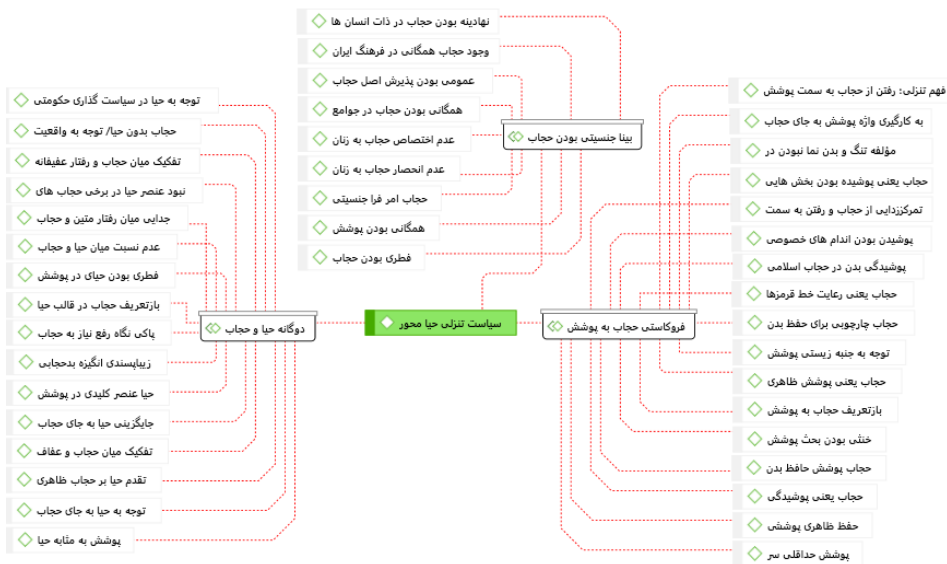 نهادینه بودن حجاب در ذات انسان ها
وجود حجاب همگانی در فرهنگ ایران
عمومی بودن پذیرش اصل حجاب
همگانی بودن حجاب در جوامع
عدم اختصاص حجاب به زنان
عدم انحصار حجاب به زنان
حجاب امر فرا جنسیتی
همگانی بودن پوشش
فطری بودن حجاب
بینا جنسیتی بودن حجاب
فهم تنزلی: رفتن از حجاب به سمت پوشش
به کارگیری واژه پوشش به جای حجاب
مؤلفه تنگ و بدن نما نبودن در
حجاب یعنی پوشیده بودن بخش هایی
تمرکززدایی از حجاب و رفتن به سمت
پوشیدن بودن اندام های خصوصی
پوشیدگی بدن در حجاب اسلامی
حجاب یعنی رعایت خط قرمزها
حجاب چارچوبی برای حفظ بدن
توجه به جنبه زیستی پوشش
حجاب یعنی پوشش ظاهری
بازتعریف حجاب به پوشش
خنثی بودن بحث پوشش
حجاب پوشش حافظ بدن
حجاب یعنی پوشیدگی
حفظ ظاهری پوششی
پوشش حداقلی سر
فروکاستی حجاب به پوشش
سیاست تنزلی حیا محور
دوگانه حیا و حجاب
توجه به حیا در سیاست گذاری حکومتی
حجاب بدون حیا/ توجه به واقعیت
تفکیک میان حجاب و رفتار عفیفانه
نبود عنصر حیا در برخی حجاب های
جدایی میان رفتار متین و حجاب
عدم نسبت میان حیا و حجاب
فطری بودن حیای در پوشش
بازتعریف حجاب در قالب حیا
پاکی نگاه رفع نیاز به حجاب
زیباپسندی انگیزه بدحجابی
حیا عنصر کلیدی در پوشش
جایگزینی حیا به جای حجاب
تفکیک میان حجاب و عفاف
تقدم حیا بر حجاب ظاهری
توجه به حیا به جای حجاب
پوشش به مثابه حیا